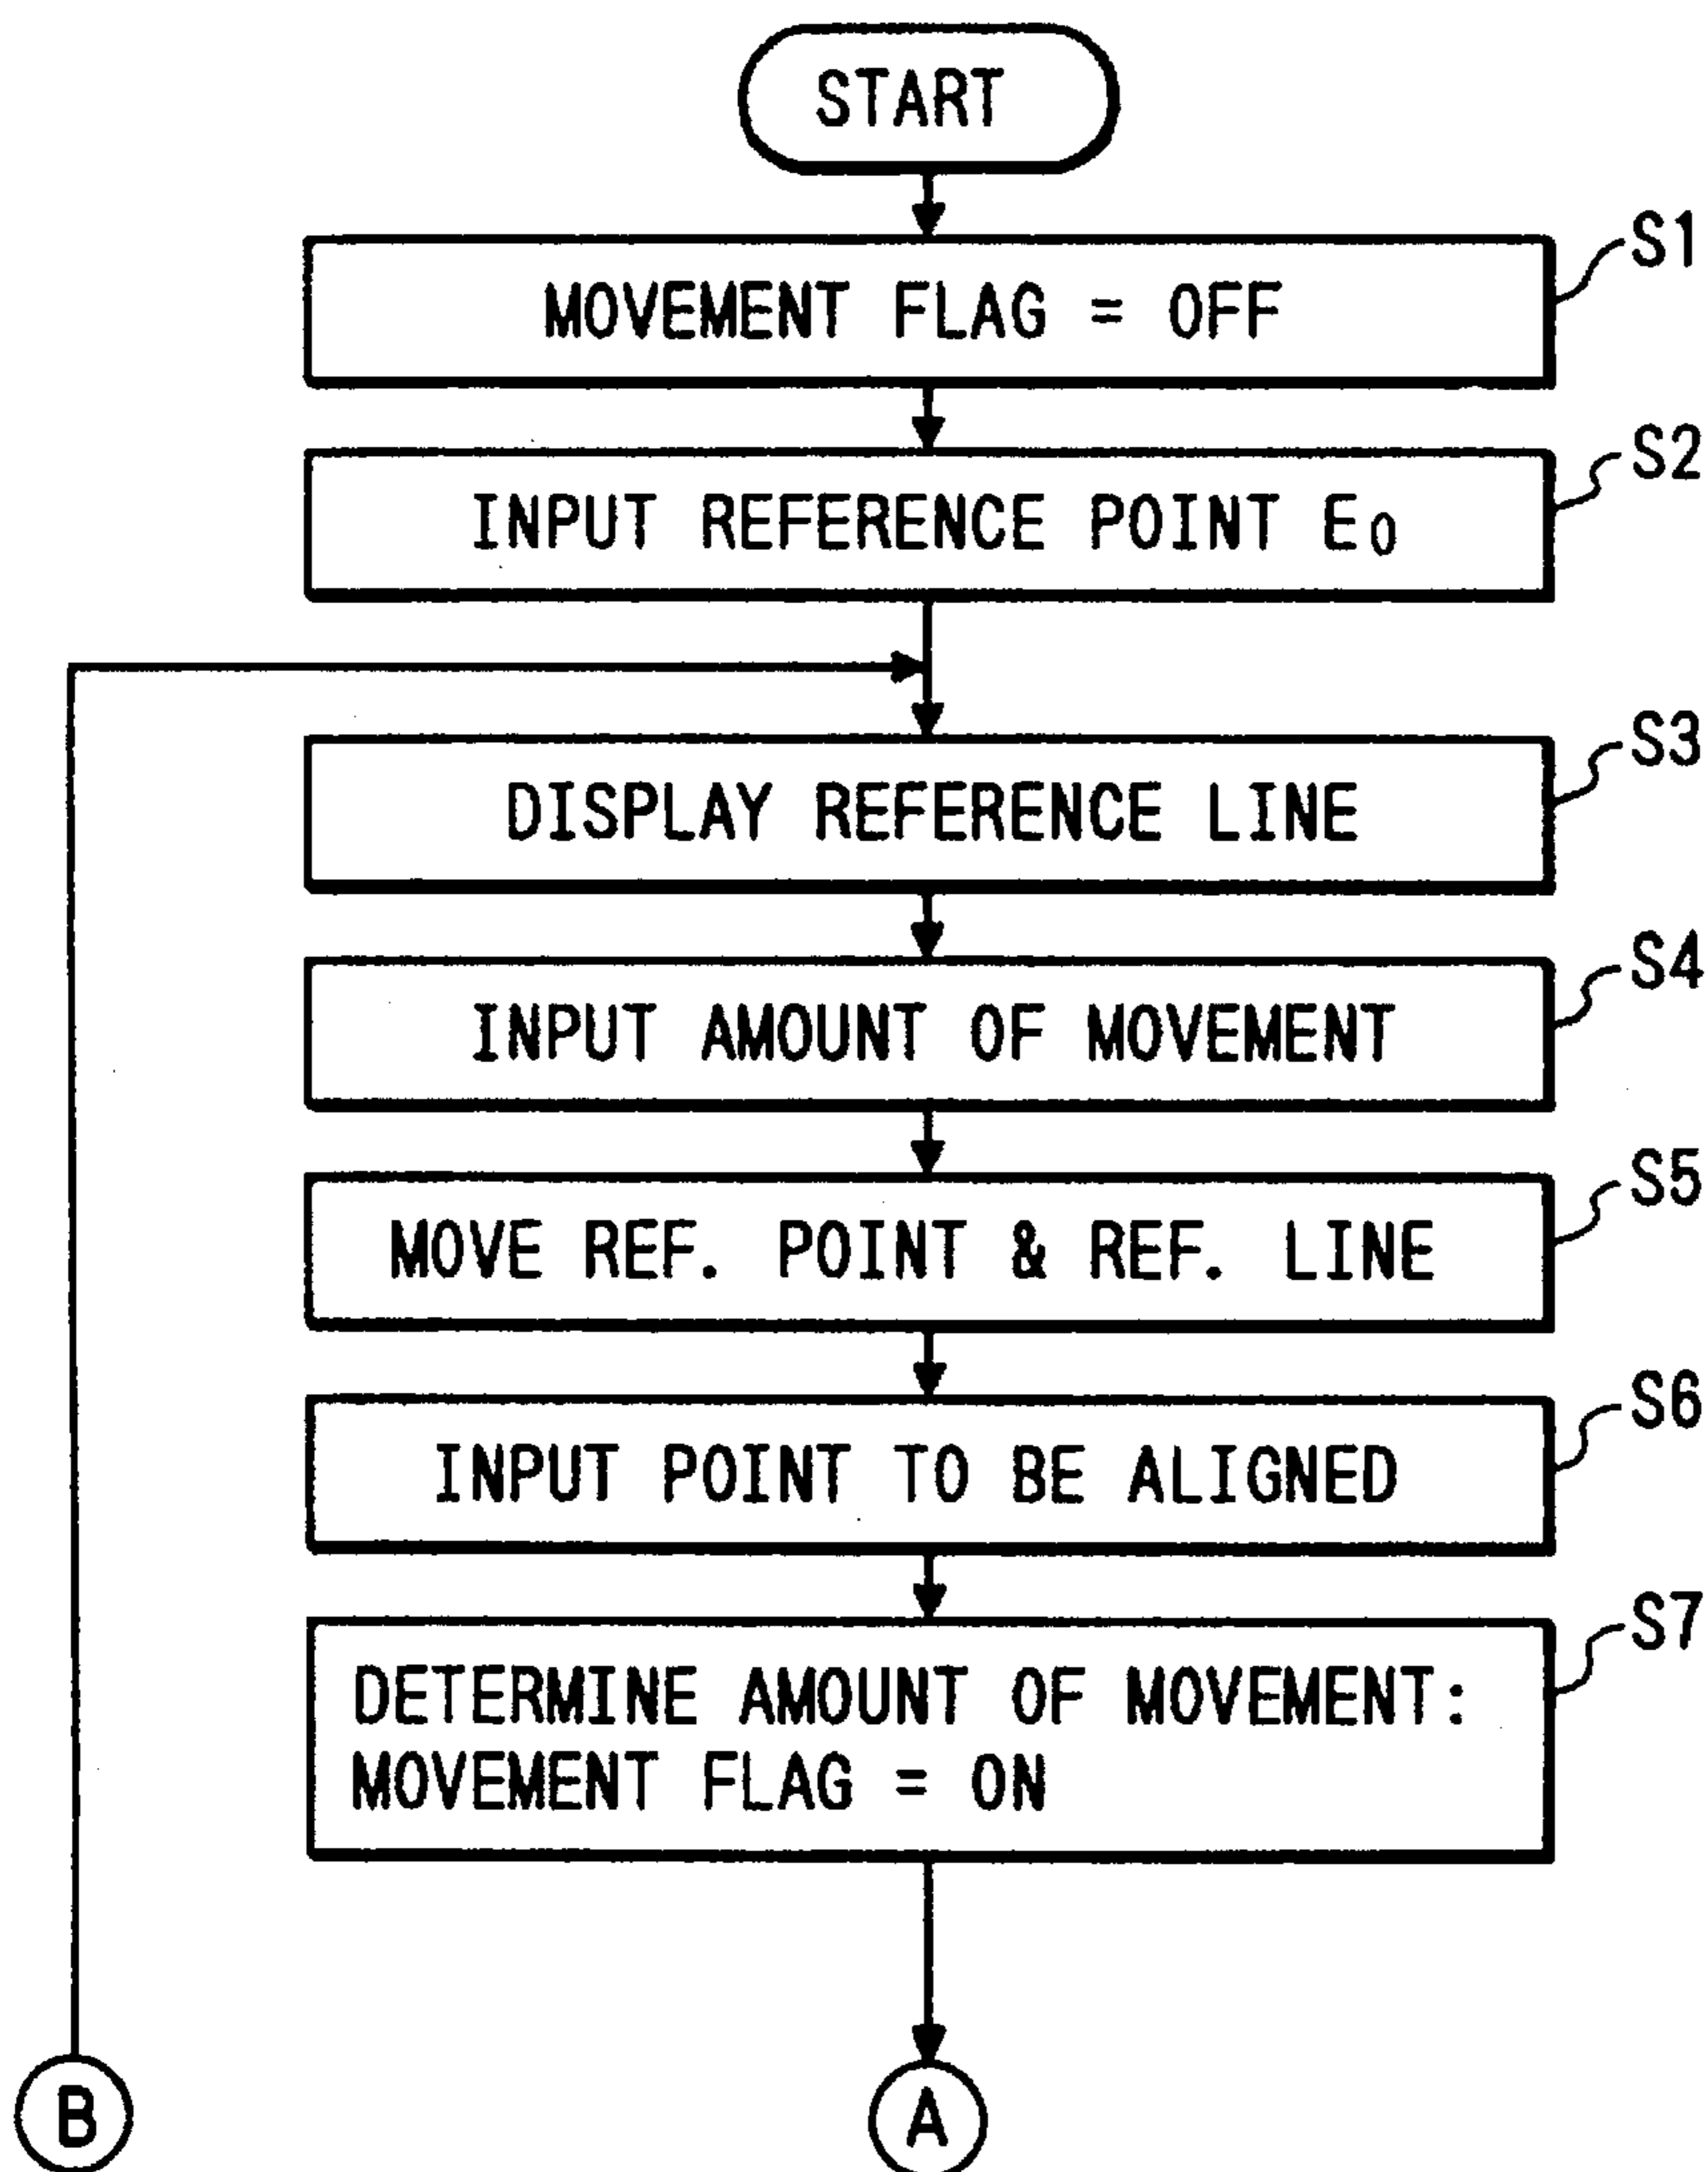 START
S1
MOVEMENT FLAG = OFF
S2
INPUT REFERENCE POINT E₀
S3
DISPLAY REFERENCE LINE
S4
INPUT AMOUNT OF MOVEMENT
S5
MOVE REF. POINT & REF. LINE
S6
INPUT POINT TO BE ALIGNED
S7
DETERMINE AMOUNT OF MOVEMENT:
MOVEMENT FLAG = ON
B
A